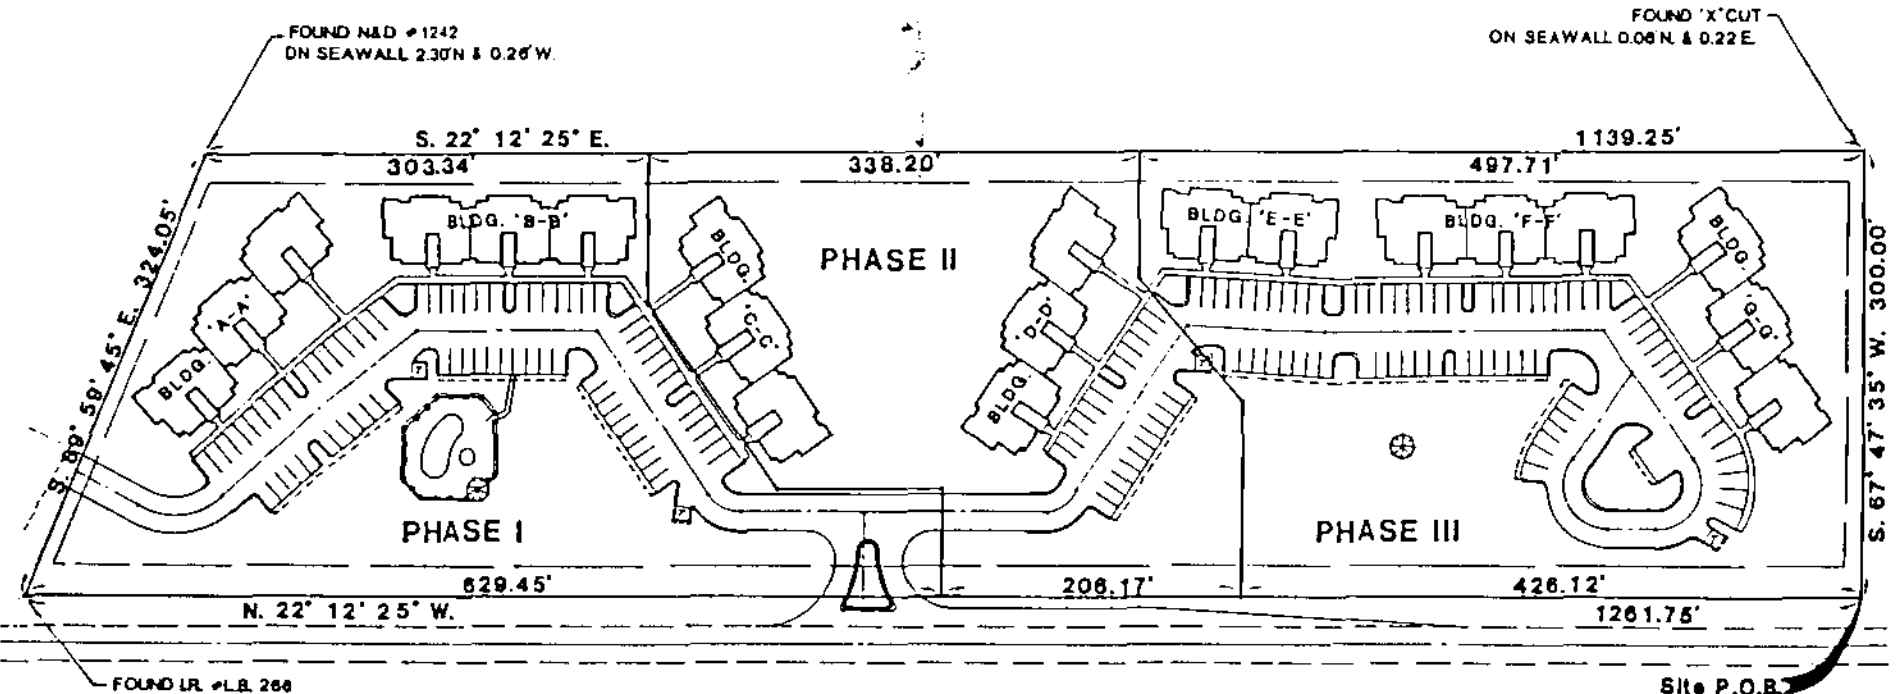 FOUND N&D #1242
ON SEAWALL 2.30'N & 0.26' W.
FOUND 'X' CUT
ON SEAWALL 0.06'N. & 0.22'E.
S. 22° 12' 25" E.
1139.25'
303.34'
338.20'
497.71'
S. 89° 59' 45" E. 324.05'
BLDG. 'A-A'
BLDG. 'B-B'
BLDG. 'C-C'
PHASE II
BLDG. 'D-D'
BLDG. 'E-E'
BLDG. 'F-F'
BLDG. 'G-G'
S. 67° 47' 35" W. 300.00'
PHASE I
PHASE III
629.45'
206.17'
426.12'
N. 22° 12' 25" W.
1261.75'
FOUND I.R. #L.B. 268
Site P.O.B.